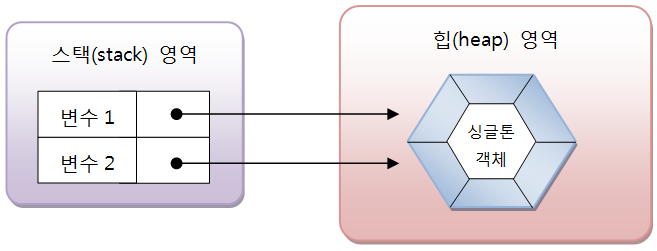 스택(stack) 영역
변수 1
변수 2
힙(heap) 영역
싱글톤
객체